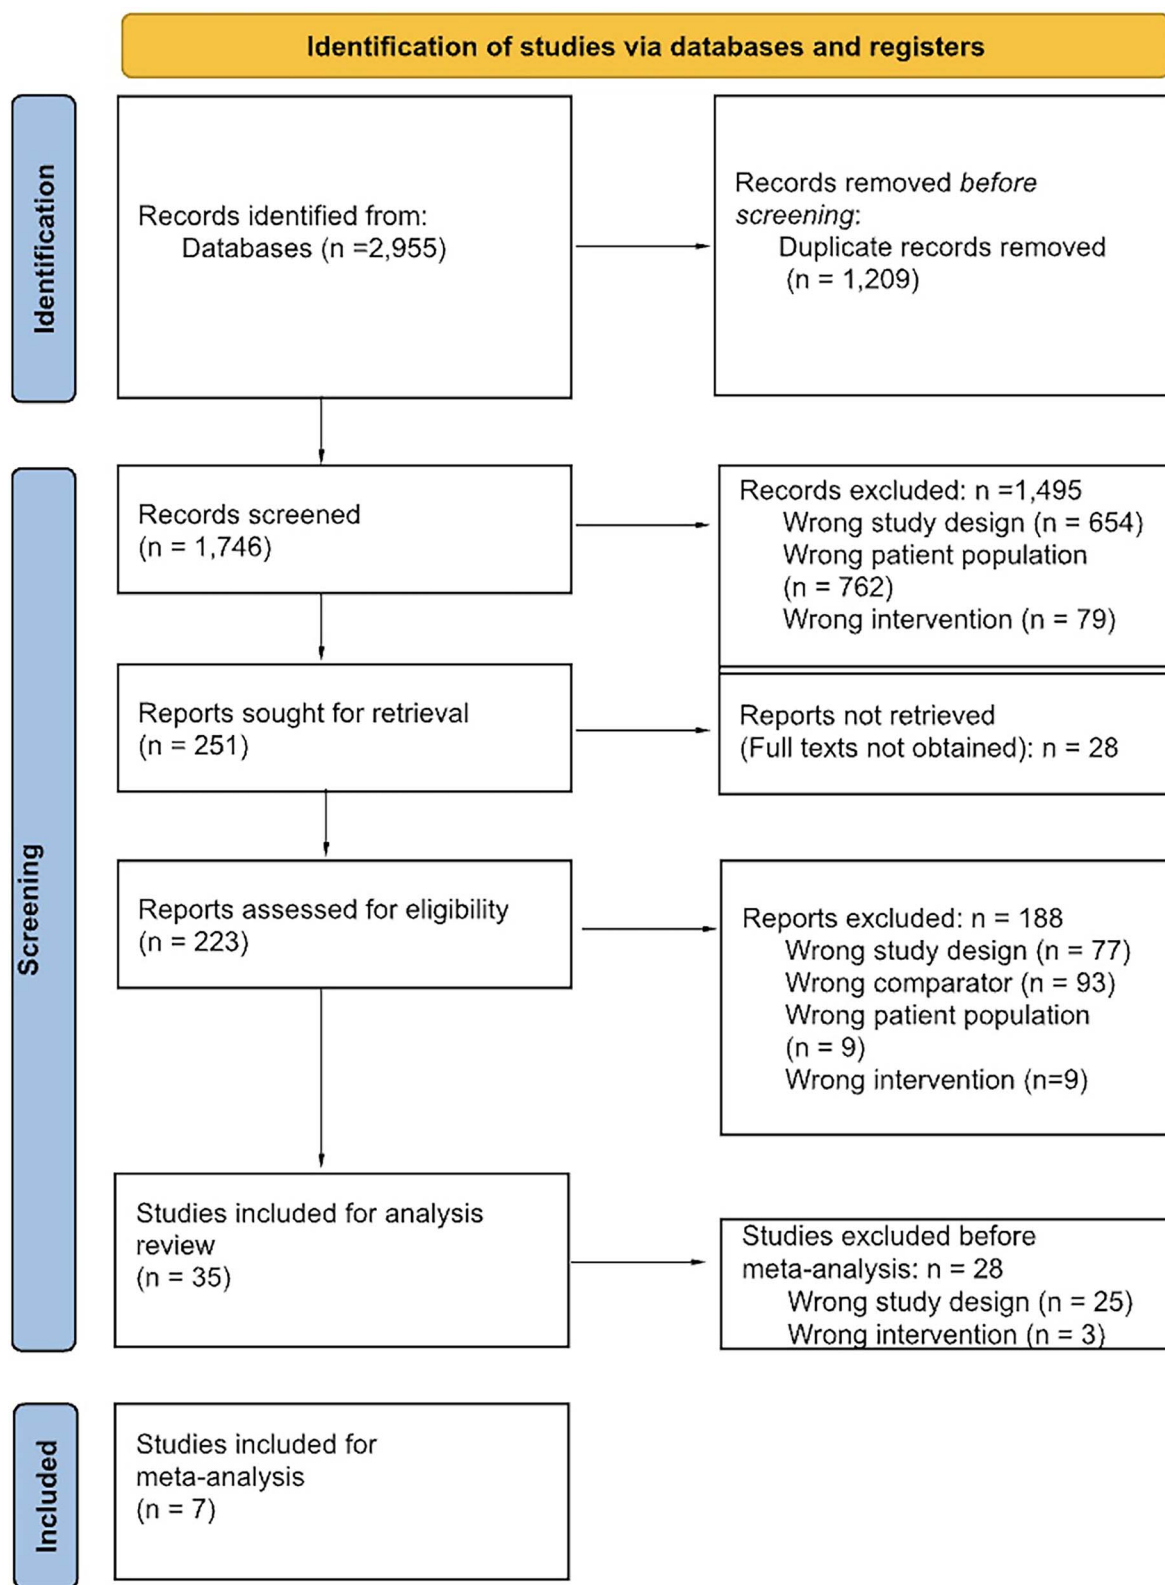 Identification of studies via databases and registers
Identification
Records identified from:
Databases (n =2,955)
Records removed before
screening:
Duplicate records removed
(n = 1,209)
Screening
Records screened
(n = 1,746)
Records excluded: n =1,495
Wrong study design (n = 654)
Wrong patient population
(n = 762)
Wrong intervention (n = 79)
Reports sought for retrieval
(n = 251)
Reports not retrieved
(Full texts not obtained): n = 28
Reports assessed for eligibility
(n = 223)
Reports excluded: n = 188
Wrong study design (n = 77)
Wrong comparator (n = 93)
Wrong patient population
(n = 9)
Wrong intervention (n=9)
Studies included for analysis
review
(n = 35)
Studies excluded before
meta-analysis: n = 28
Wrong study design (n = 25)
Wrong intervention (n = 3)
Included
Studies included for
meta-analysis
(n = 7)